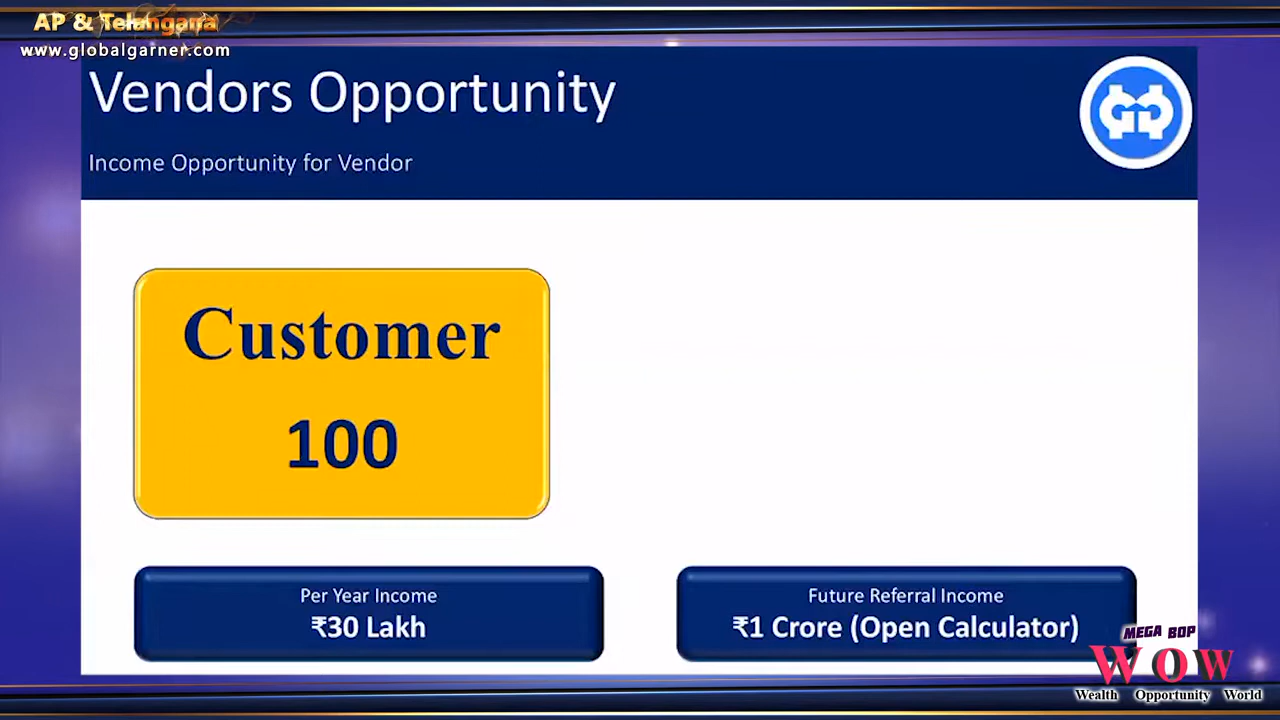 AP & Telangana
www.globalgarner.com
Vendors Opportunity
Income Opportunity for Vendor
Customer
100
Per Year Income
₹30 Lakh
Future Referral Income
₹1 Crore (Open Calculator)
MEGA BOP
WOW
Wealth Opportunity World